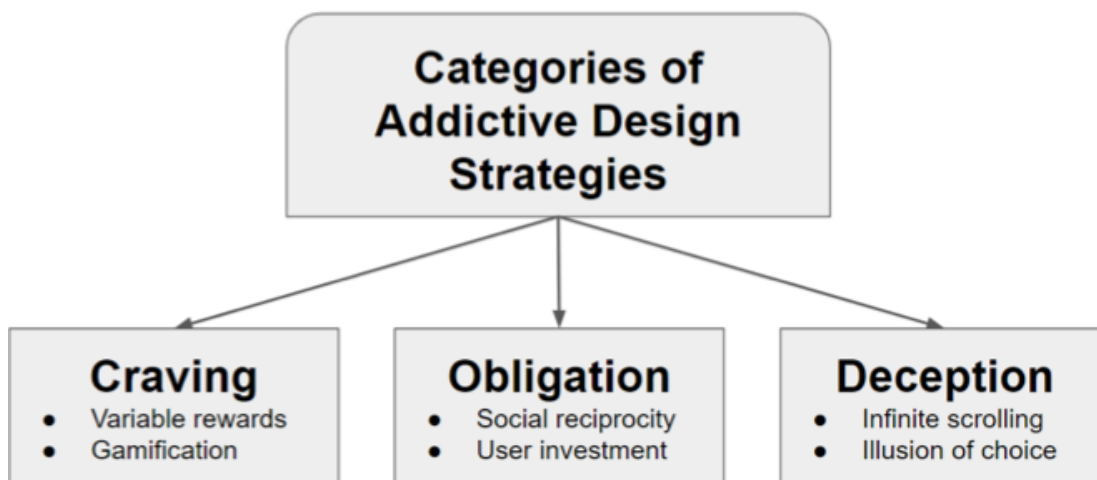 Categories of
Addictive Design
Strategies
Craving
● Variable rewards
● Gamification
Obligation
● Social reciprocity
● User investment
Deception
● Infinite scrolling
● Illusion of choice